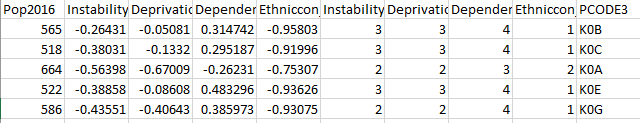 Pop2016 Instability Deprivatio Depender Ethniccon Instability Deprivatio Depender Ethniccon PCODE3
565 -0.26431 -0.05081 0.314742 -0.95803 3 3 4 1 K0B
518 -0.38031 -0.1332 0.295187 -0.91996 3 3 4 1 K0C
664 -0.56398 -0.67009 -0.26231 -0.75307 2 2 3 2 K0A
522 -0.38858 -0.08608 0.483296 -0.93626 3 3 4 1 K0E
586 -0.43551 -0.40643 0.385973 -0.93075 2 2 4 1 K0G